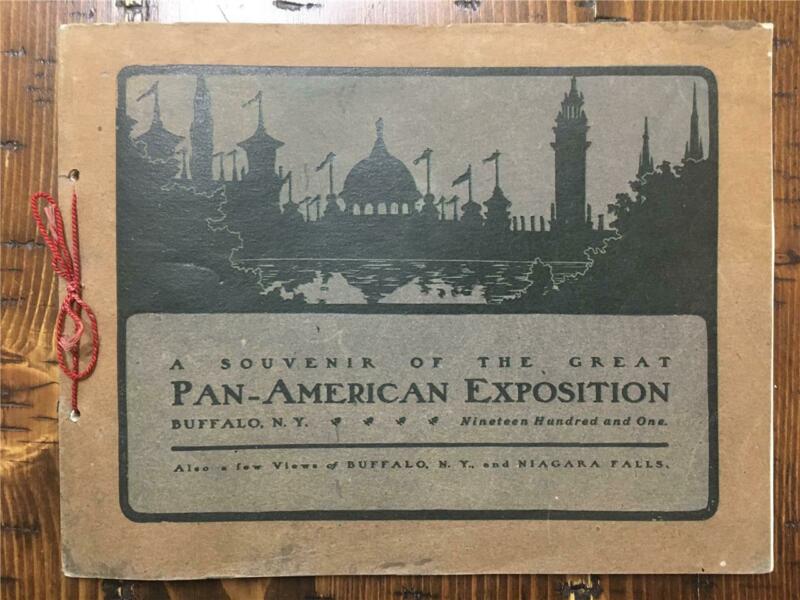 A SOUVENIR OF THE GREAT
PAN-AMERICAN EXPOSITION
BUFFALO, N. Y. Nineteen Hundred and One.
Also a few Views of BUFFALO, N. Y., and NIAGARA FALLS.